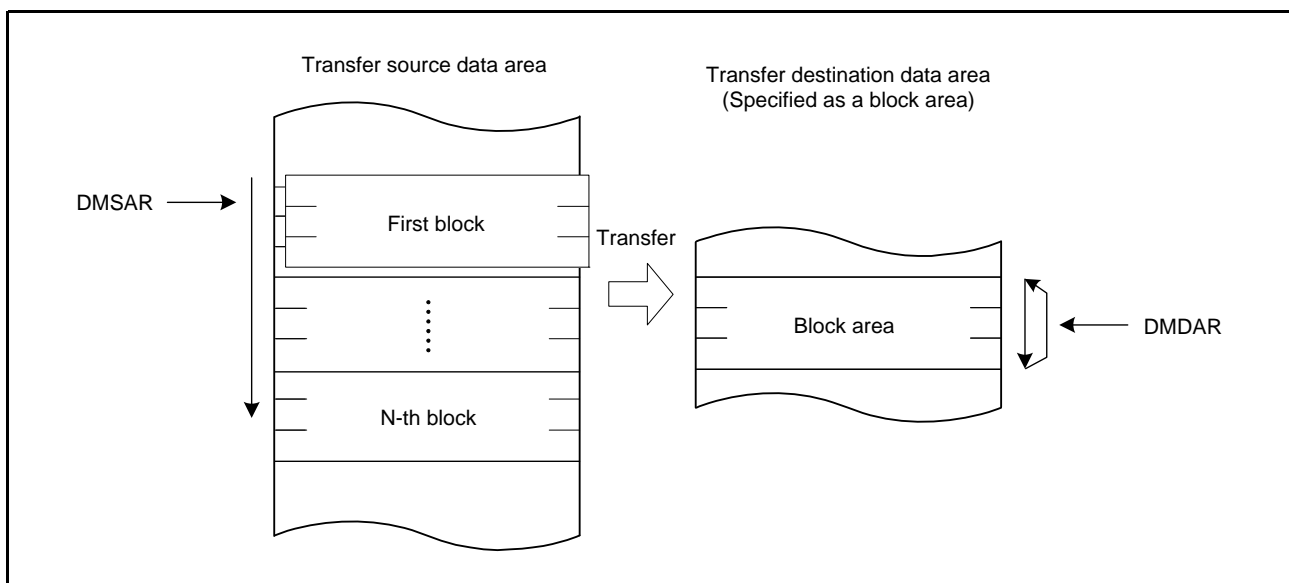 Transfer source data area
Transfer destination data area
(Specified as a block area)
DMSAR
First block
Transfer
Block area
DMDAR
N-th block